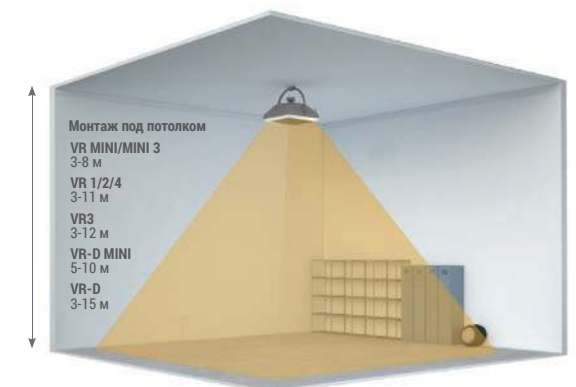 Монтаж под потолком
VR MINI/MINI 3
3-8 м
VR 1/2/4
3-11 м
VR3
3-12 м
VR-D MINI
5-10 м
VR-D
3-15 м